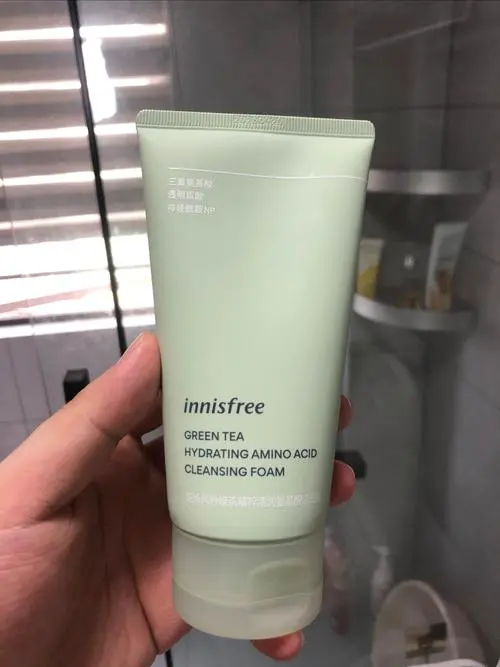 三重氨基酸
透明质酸
神经酰胺NP
innisfree
GREEN TEA
HYDRATING AMINO ACID
CLEANSING FOAM